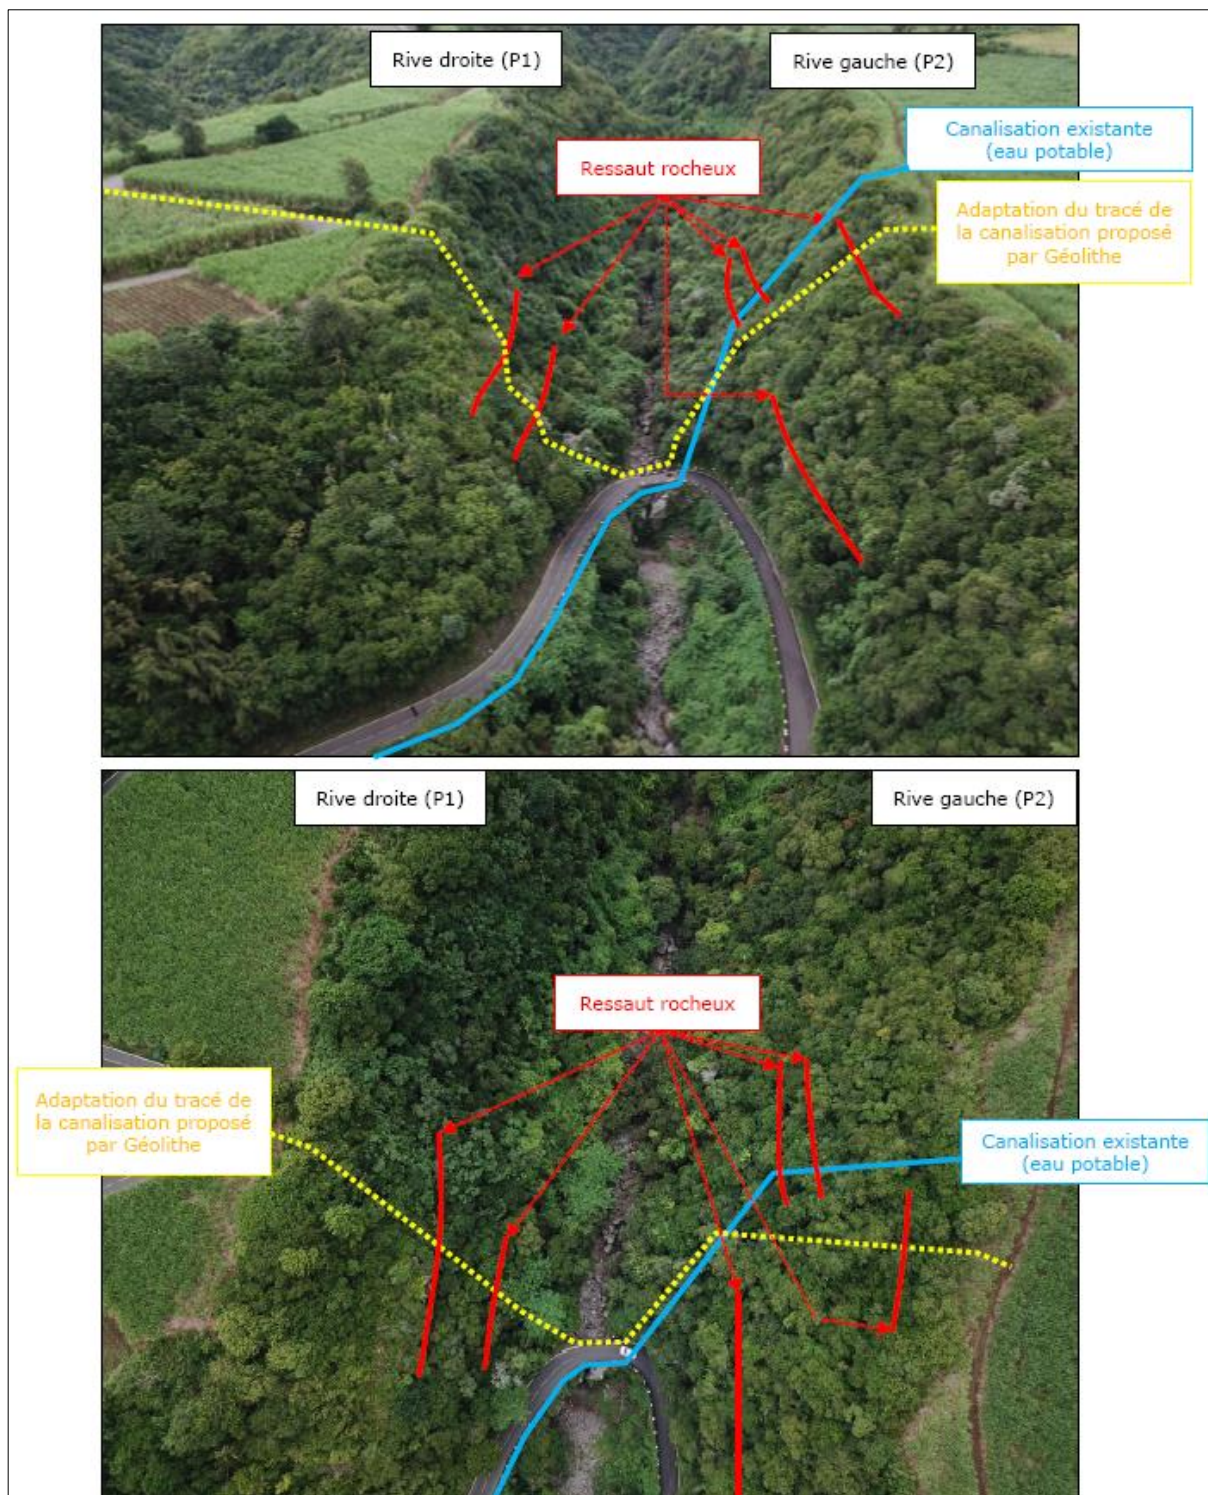 Rive droite (P1)
Rive gauche (P2)
Canalisation existante
(eau potable)
Ressaut rocheux
Adaptation du tracé de
la canalisation proposé
par Géolithe
Rive droite (P1)
Rive gauche (P2)
Ressaut rocheux
Adaptation du tracé de
la canalisation proposé
par Géolithe
Canalisation existante
(eau potable)